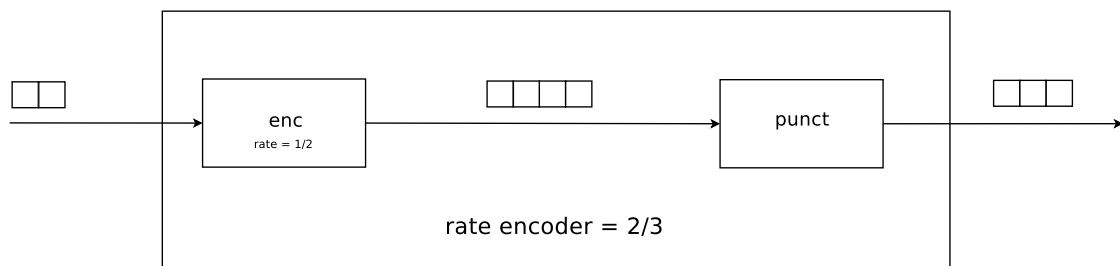 enc
rate = 1/2
punct
rate encoder = 2/3